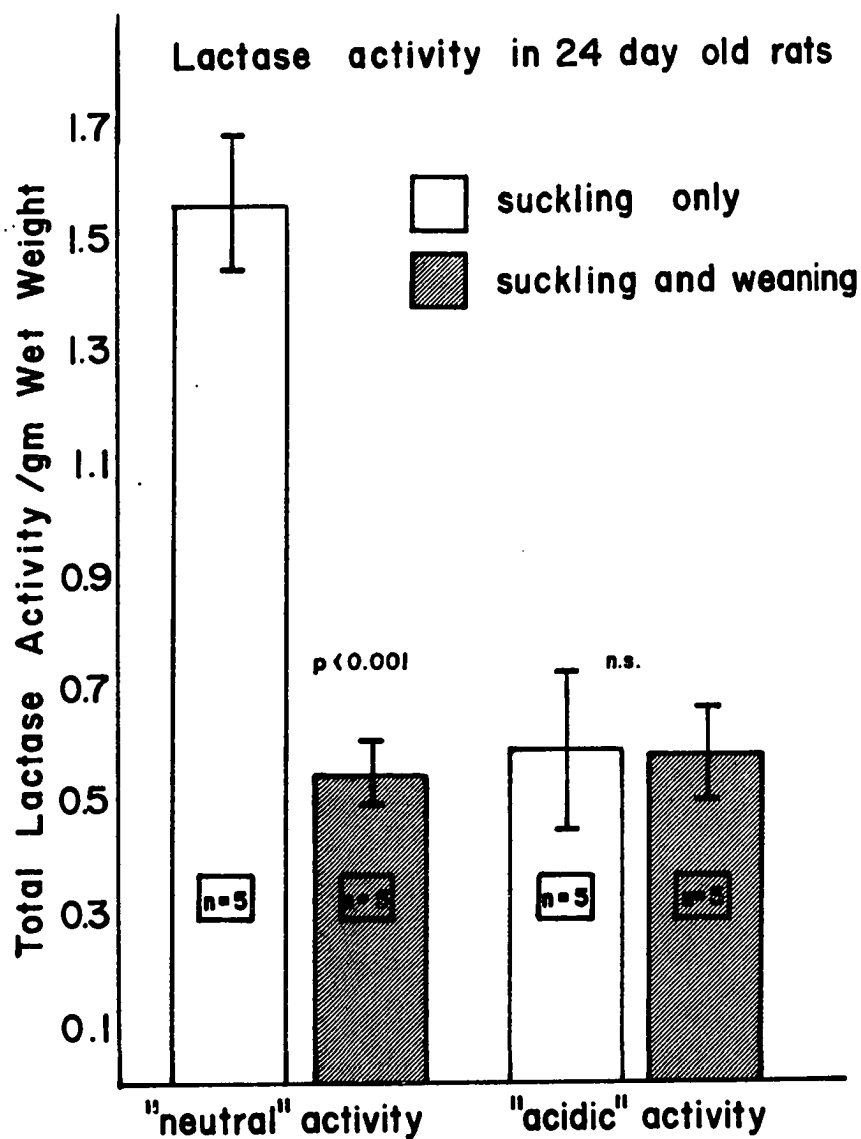 Lactase activity in 24 day old rats
suckling only
suckling and weaning
Total Lactase Activity /gm Wet Weight
1.7
1.5
1.3
1.1
0.9
0.7
0.5
0.3
0.1
p<0.001
n.s.
n=5
n=5
n=5
n=5
"neutral" activity
"acidic" activity